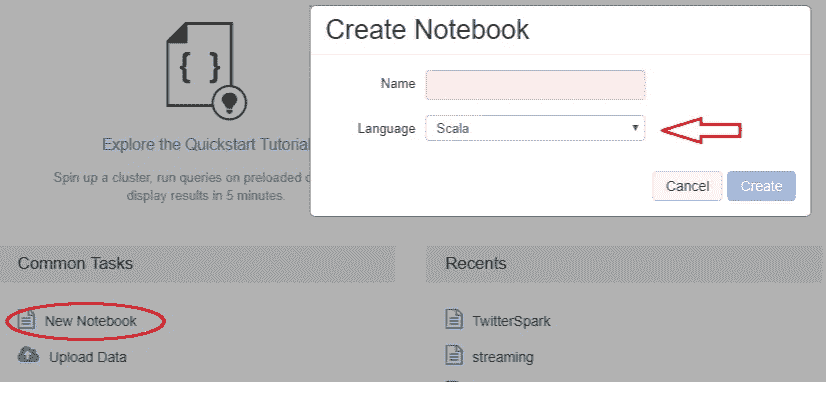 { }
Create Notebook
Name
Language
Scala
Cancel
Create
Explore the Quickstart Tutorial
Spin up a cluster, run queries on preloaded
display results in 5 minutes.
Common Tasks
New Notebook
Upload Data
Recents
TwitterSpark
streaming